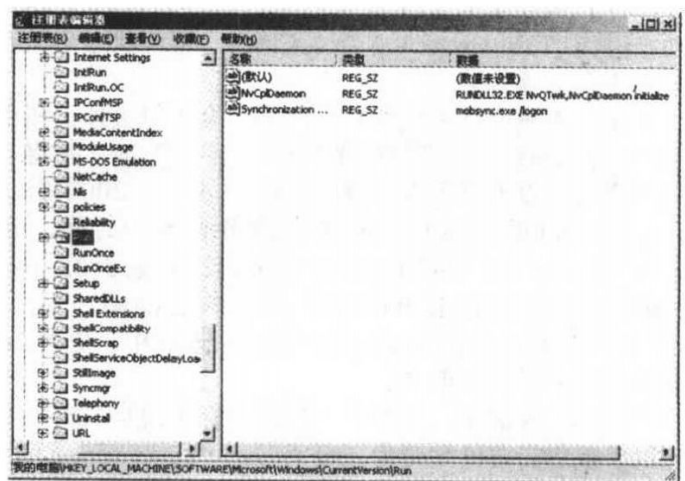 注册表编辑器
注册表(R) 编辑(E) 查看(V) 收藏(F) 帮助(H)
Internet Settings
IntlRun
IntlRun.OC
IPConfMSP
IPConfTSP
MediaContentIndex
ModuleUsage
MS-DOS Emulation
NetCache
Nls
policies
Reliability
RunOnce
RunOnceEx
Setup
SharedDLLs
Shell Extensions
ShellCompatibility
ShellScrap
ShellServiceObjectDelayLoa
StillImage
Syncmgr
Telephony
Uninstall
URL
名称 类型 数据
(默认) REG_SZ (数值未设置)
NvCplDaemon REG_SZ RUNDLL32.EXE NvQTwk,NvCplDaemon initialize
Synchronization ... REG_SZ mobsync.exe /logon
我的电脑\HKEY_LOCAL_MACHINE\SOFTWARE\Microsoft\Windows\CurrentVersion\Run